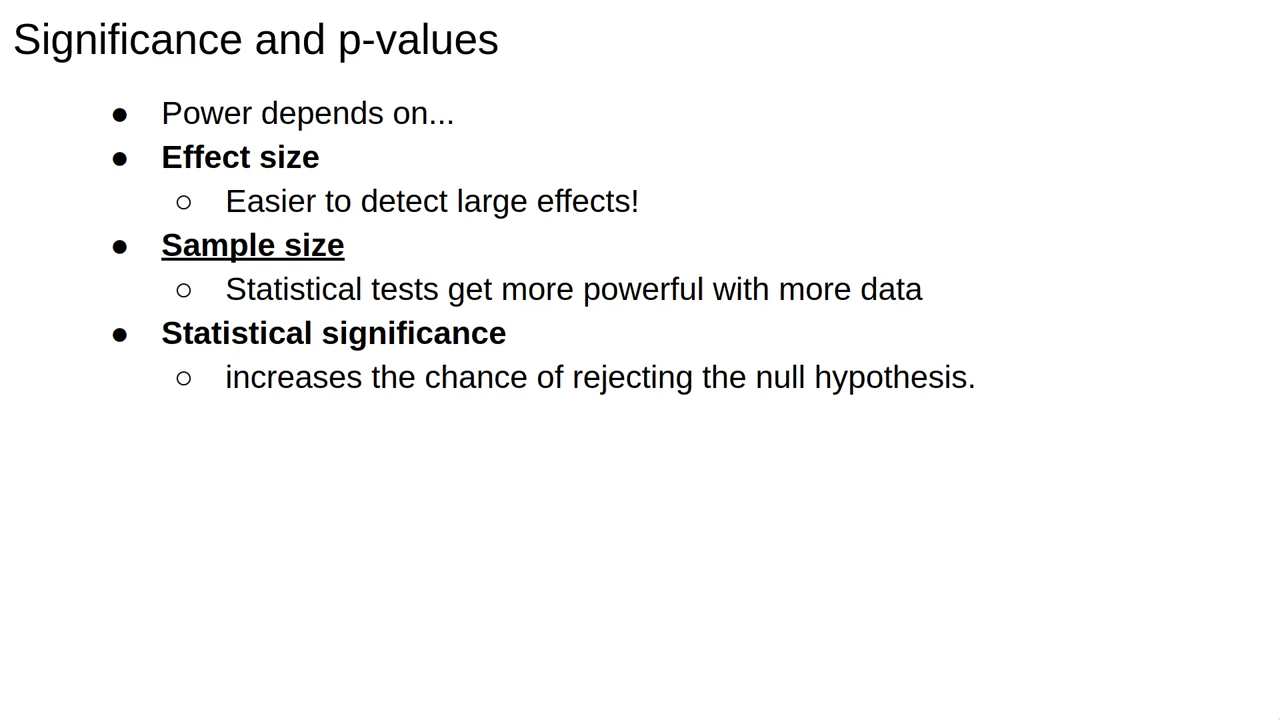 Significance and p-values
● Power depends on...
● Effect size
○ Easier to detect large effects!
● Sample size
○ Statistical tests get more powerful with more data
● Statistical significance
○ increases the chance of rejecting the null hypothesis.